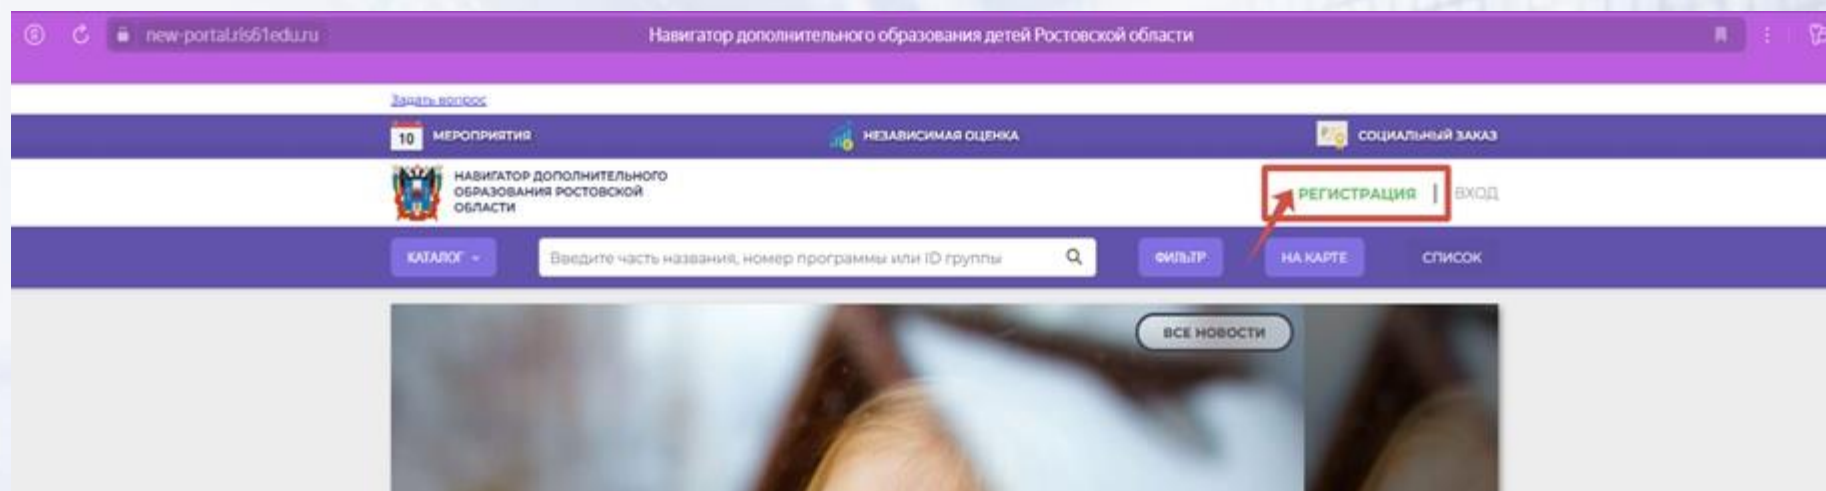 new-portal.ris61edu.ru
Навигатор дополнительного образования детей Ростовской области
Задать вопрос
10 МЕРОПРИЯТИЯ
НЕЗАВИСИМАЯ ОЦЕНКА
СОЦИАЛЬНЫЙ ЗАКАЗ
НАВИГАТОР ДОПОЛНИТЕЛЬНОГО
ОБРАЗОВАНИЯ РОСТОВСКОЙ
ОБЛАСТИ
РЕГИСТРАЦИЯ | ВХОД
КАТАЛОГ
Введите часть названия, номер программы или ID группы
ФИЛЬТР
НА КАРТЕ
СПИСОК
ВСЕ НОВОСТИ